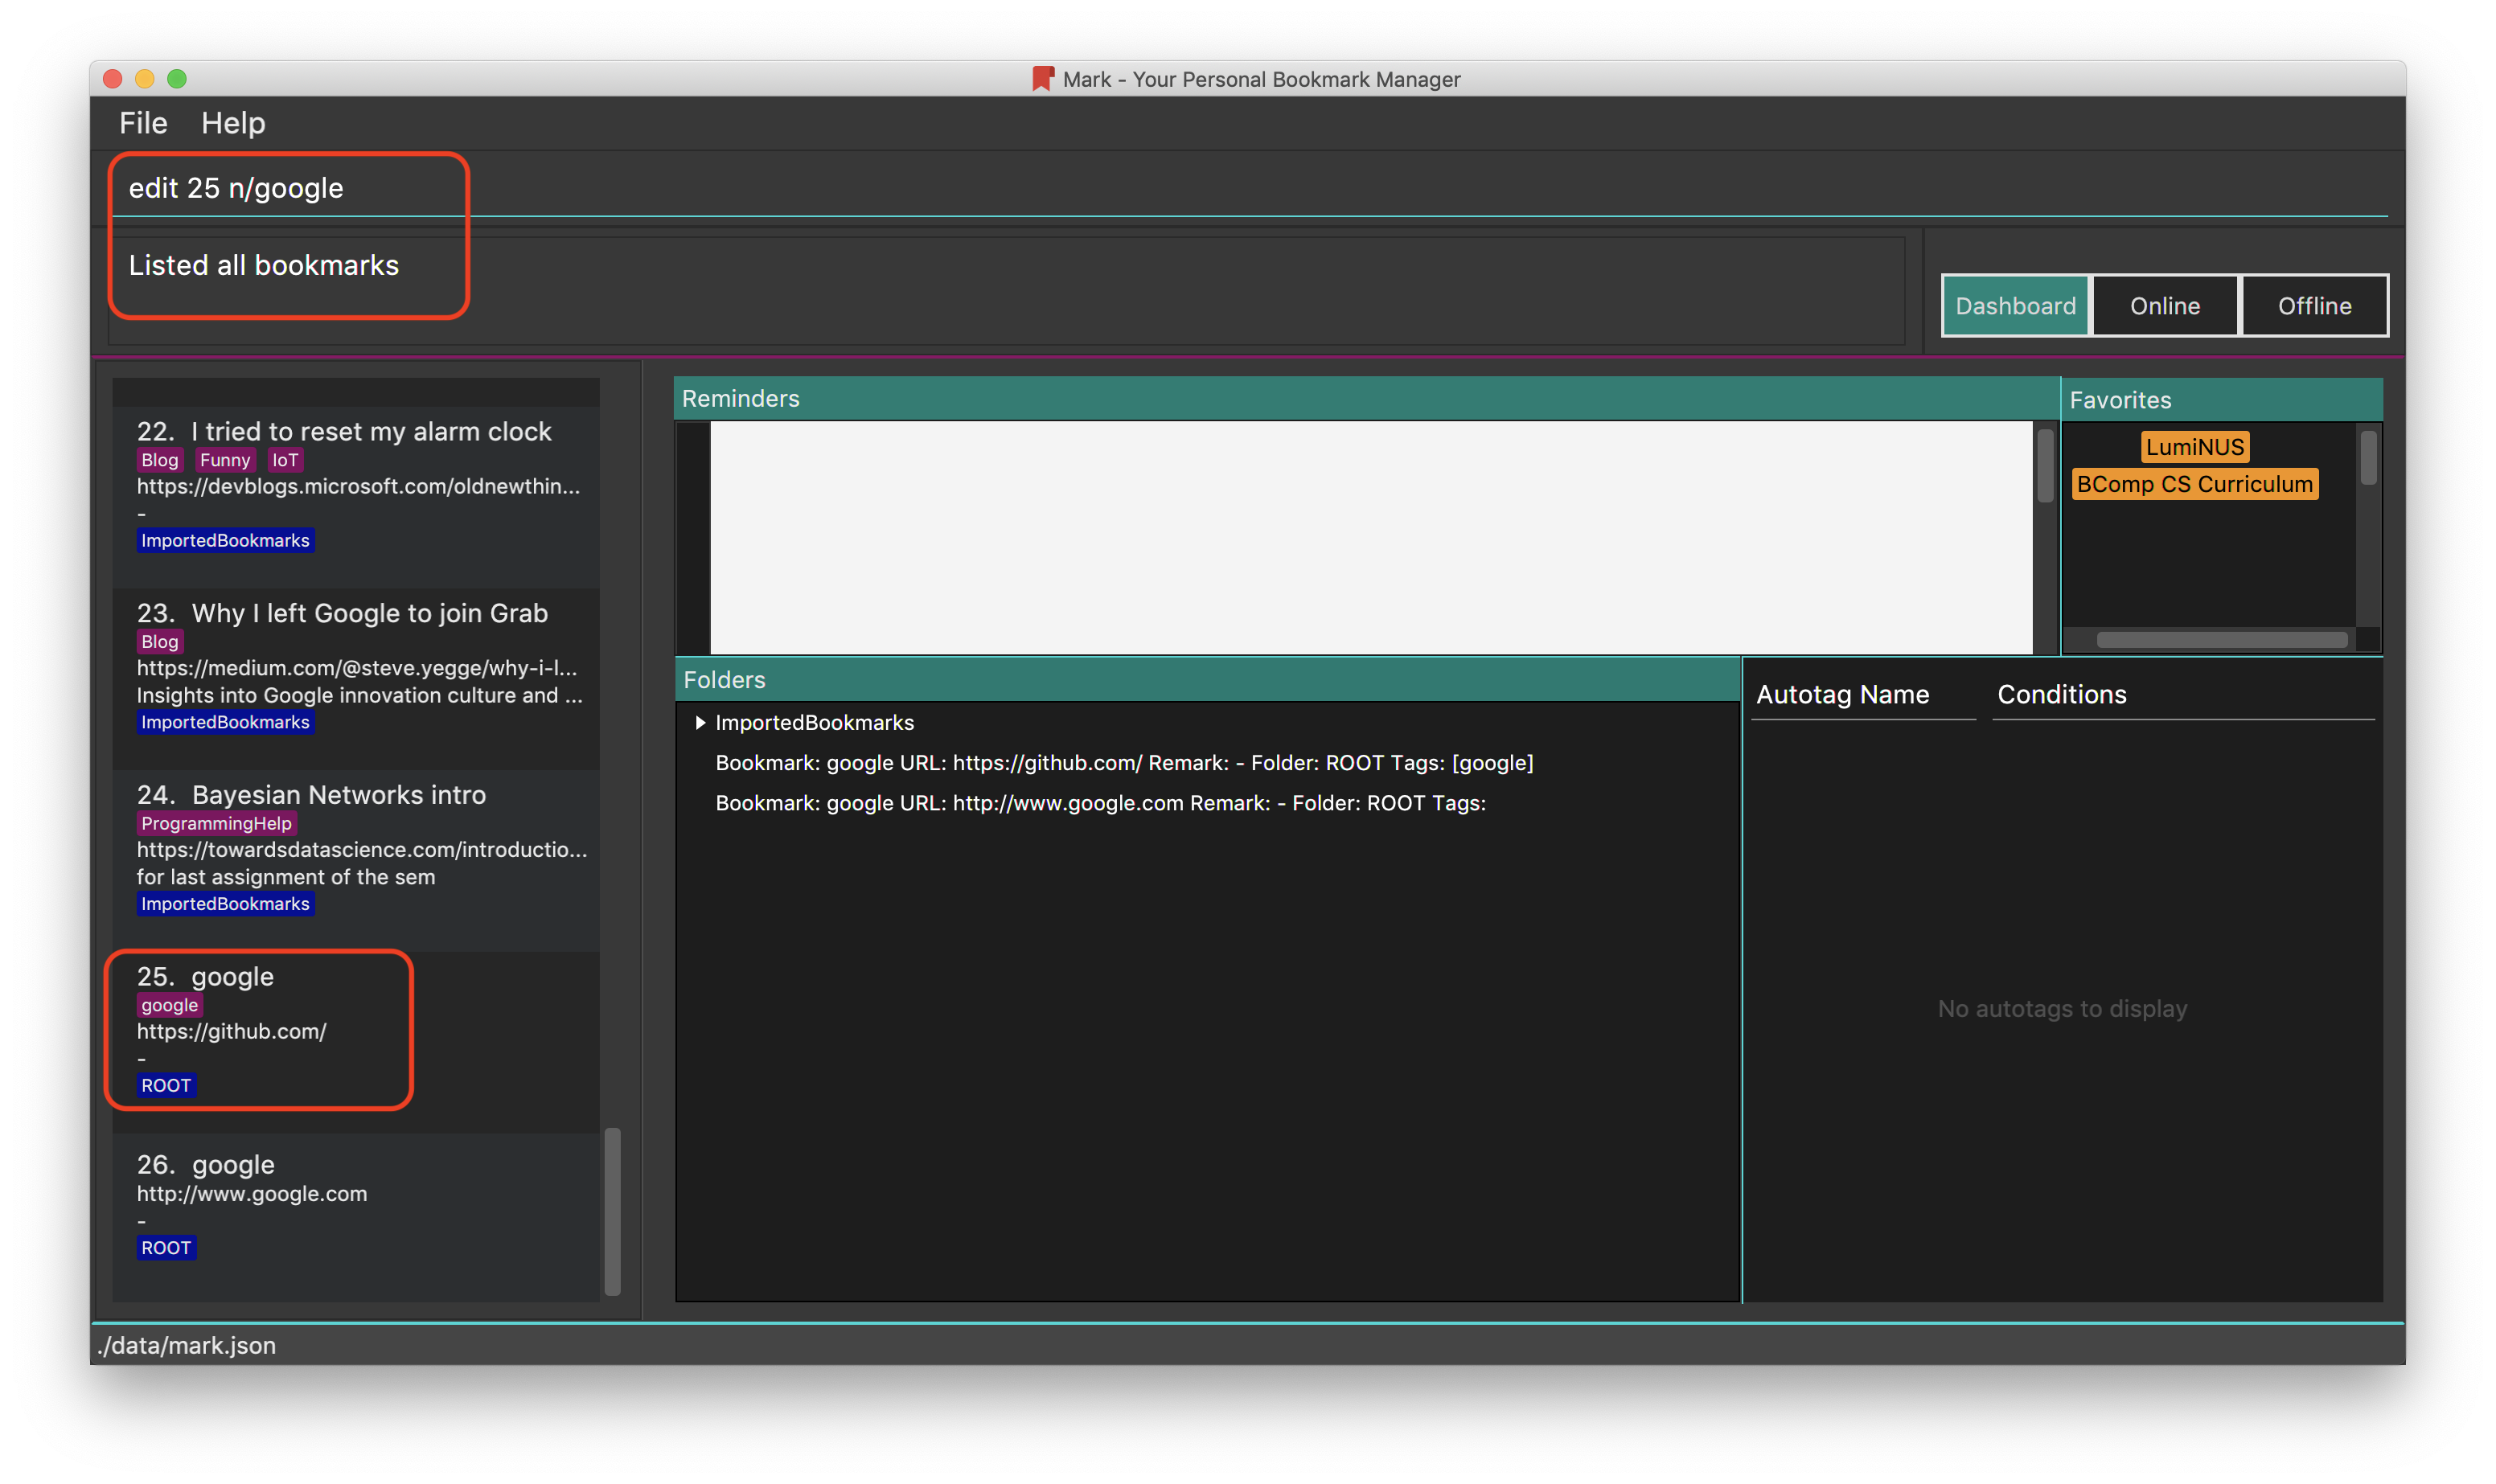 Mark - Your Personal Bookmark Manager
File Help
edit 25 n/google
Listed all bookmarks
Dashboard Online Offline
22. I tried to reset my alarm clock
Blog Funny IoT
https://devblogs.microsoft.com/oldnewthin...
-
ImportedBookmarks
23. Why I left Google to join Grab
Blog
https://medium.com/@steve.yegge/why-i-l...
Insights into Google innovation culture and ...
ImportedBookmarks
24. Bayesian Networks intro
ProgrammingHelp
https://towardsdatascience.com/introductio...
for last assignment of the sem
ImportedBookmarks
25. google
google
https://github.com/
-
ROOT
26. google
http://www.google.com
-
ROOT
Reminders
Favorites
LumiNUS
BComp CS Curriculum
Folders
ImportedBookmarks
Bookmark: google URL: https://github.com/ Remark: - Folder: ROOT Tags: [google]
Bookmark: google URL: http://www.google.com Remark: - Folder: ROOT Tags:
Autotag Name Conditions
No autotags to display
./data/mark.json